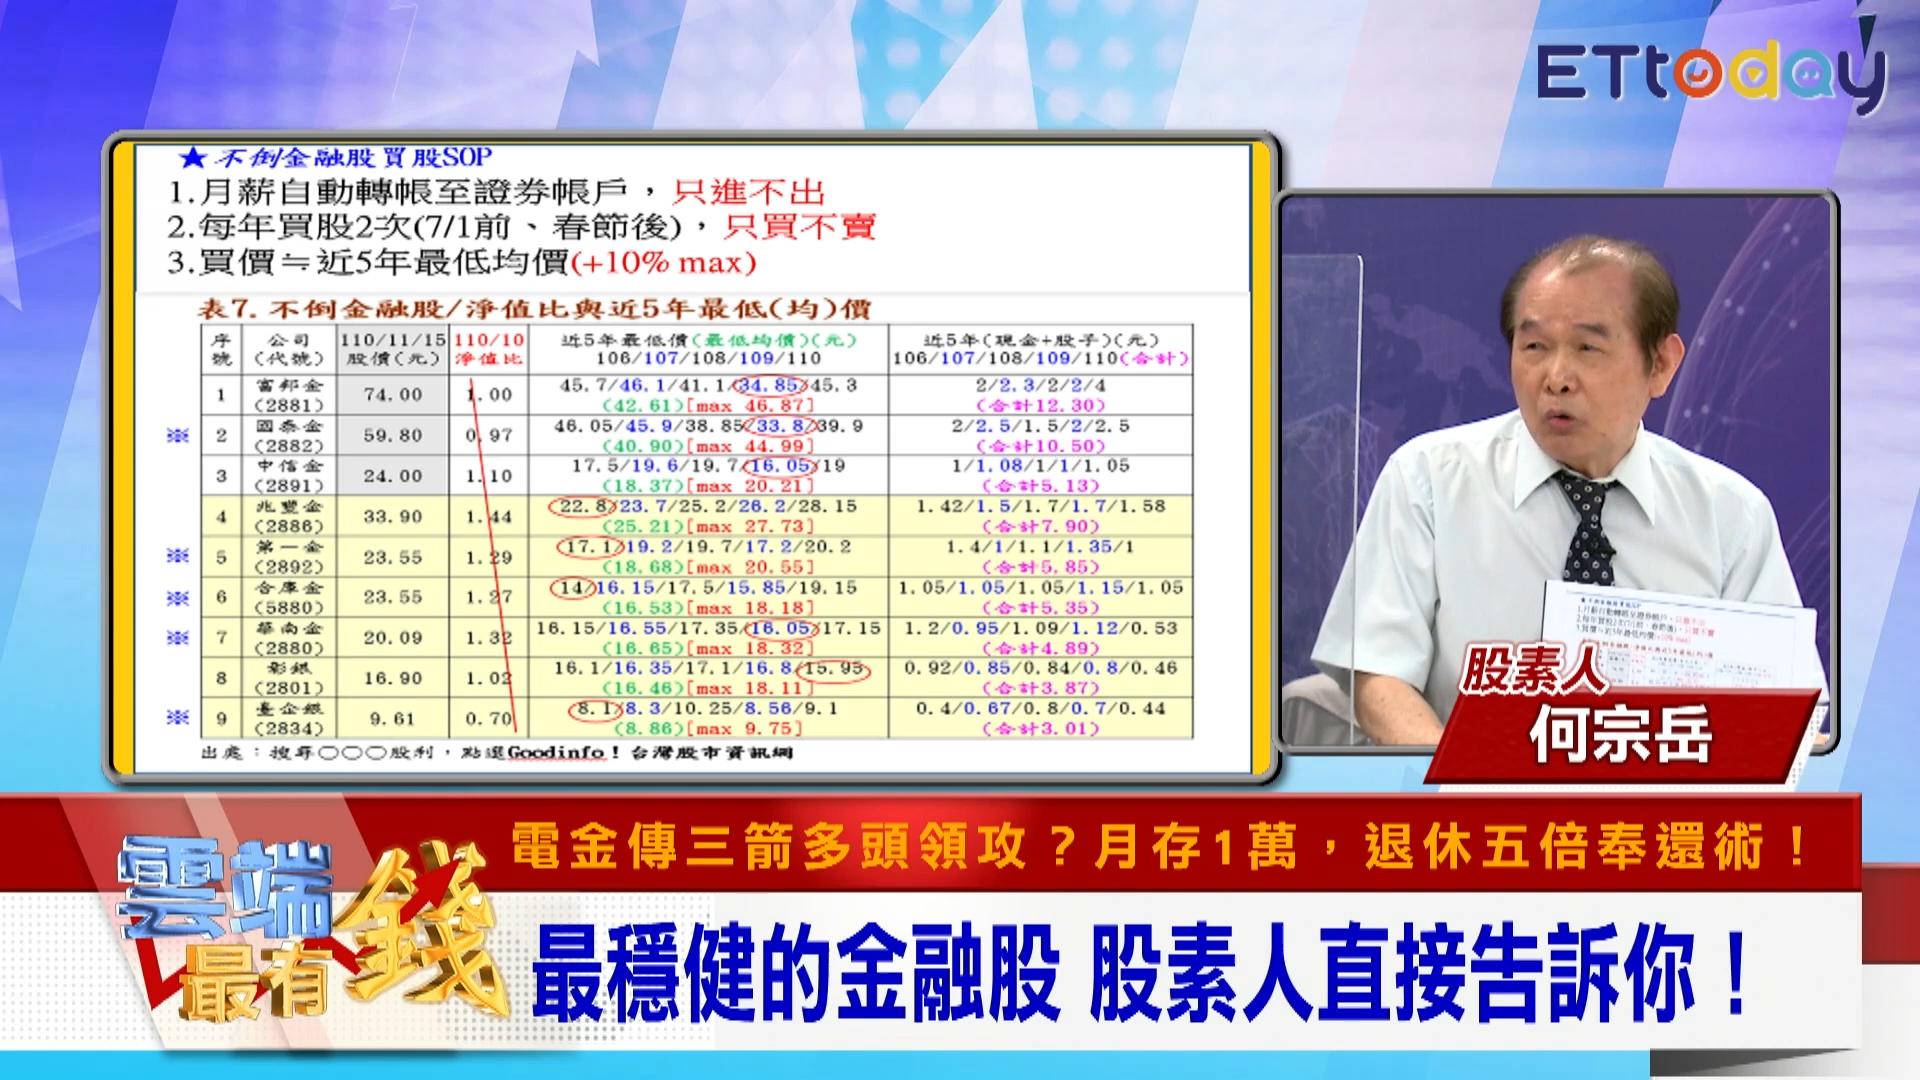 ETtoday
★不倒金融股買股SOP
1.月薪自動轉帳至證券帳戶，只進不出
2.每年買股2次(7/1前、春節後)，只買不賣
3.買價≒近5年最低均價(+10% max)
表7. 不倒金融股/淨值比與近5年最低(均)價
序號 公司(代號) 110/11/15股價(元) 110/10淨值比 近5年最低價(最低均價)(元) 106/107/108/109/110 近5年(現金+股子)(元) 106/107/108/109/110(合計)
1 富邦金(2881) 74.00 1.00 45.7/46.1/41.1/34.85/45.3 (42.61)[max 46.87] 2/2.3/2/2/4 (合計12.30)
※ 2 國泰金(2882) 59.80 0.97 46.05/45.9/38.85/33.8/39.9 (40.90)[max 44.99] 2/2.5/1.5/2/2.5 (合計10.50)
3 中信金(2891) 24.00 1.10 17.5/19.6/19.7/16.05/19 (18.37)[max 20.21] 1/1.08/1/1/1.05 (合計5.13)
4 兆豐金(2886) 33.90 1.44 22.8/23.7/25.2/26.2/28.15 (25.21)[max 27.73] 1.42/1.5/1.7/1.7/1.58 (合計7.90)
※ 5 第一金(2892) 23.55 1.29 17.1/19.2/19.7/17.2/20.2 (18.68)[max 20.55] 1.4/1/1.1/1.35/1 (合計5.85)
※ 6 合庫金(5880) 23.55 1.27 14/16.15/17.5/15.85/19.15 (16.53)[max 18.18] 1.05/1.05/1.05/1.15/1.05 (合計5.35)
※ 7 華南金(2880) 20.09 1.32 16.15/16.55/17.35/16.05/17.15 (16.65)[max 18.32] 1.2/0.95/1.09/1.12/0.53 (合計4.89)
8 彰銀(2801) 16.90 1.02 16.1/16.35/17.1/16.8/15.95 (16.46)[max 18.11] 0.92/0.85/0.84/0.8/0.46 (合計3.87)
※ 9 臺企銀(2834) 9.61 0.70 8.1/8.3/10.25/8.56/9.1 (8.86)[max 9.75] 0.4/0.67/0.8/0.7/0.44 (合計3.01)
出處：搜尋○○○股利，點選Goodinfo！台灣股市資訊網
股素人
何宗岳
雲端最有錢
電金傳三箭多頭領攻？月存1萬，退休五倍奉還術！
最穩健的金融股 股素人直接告訴你！